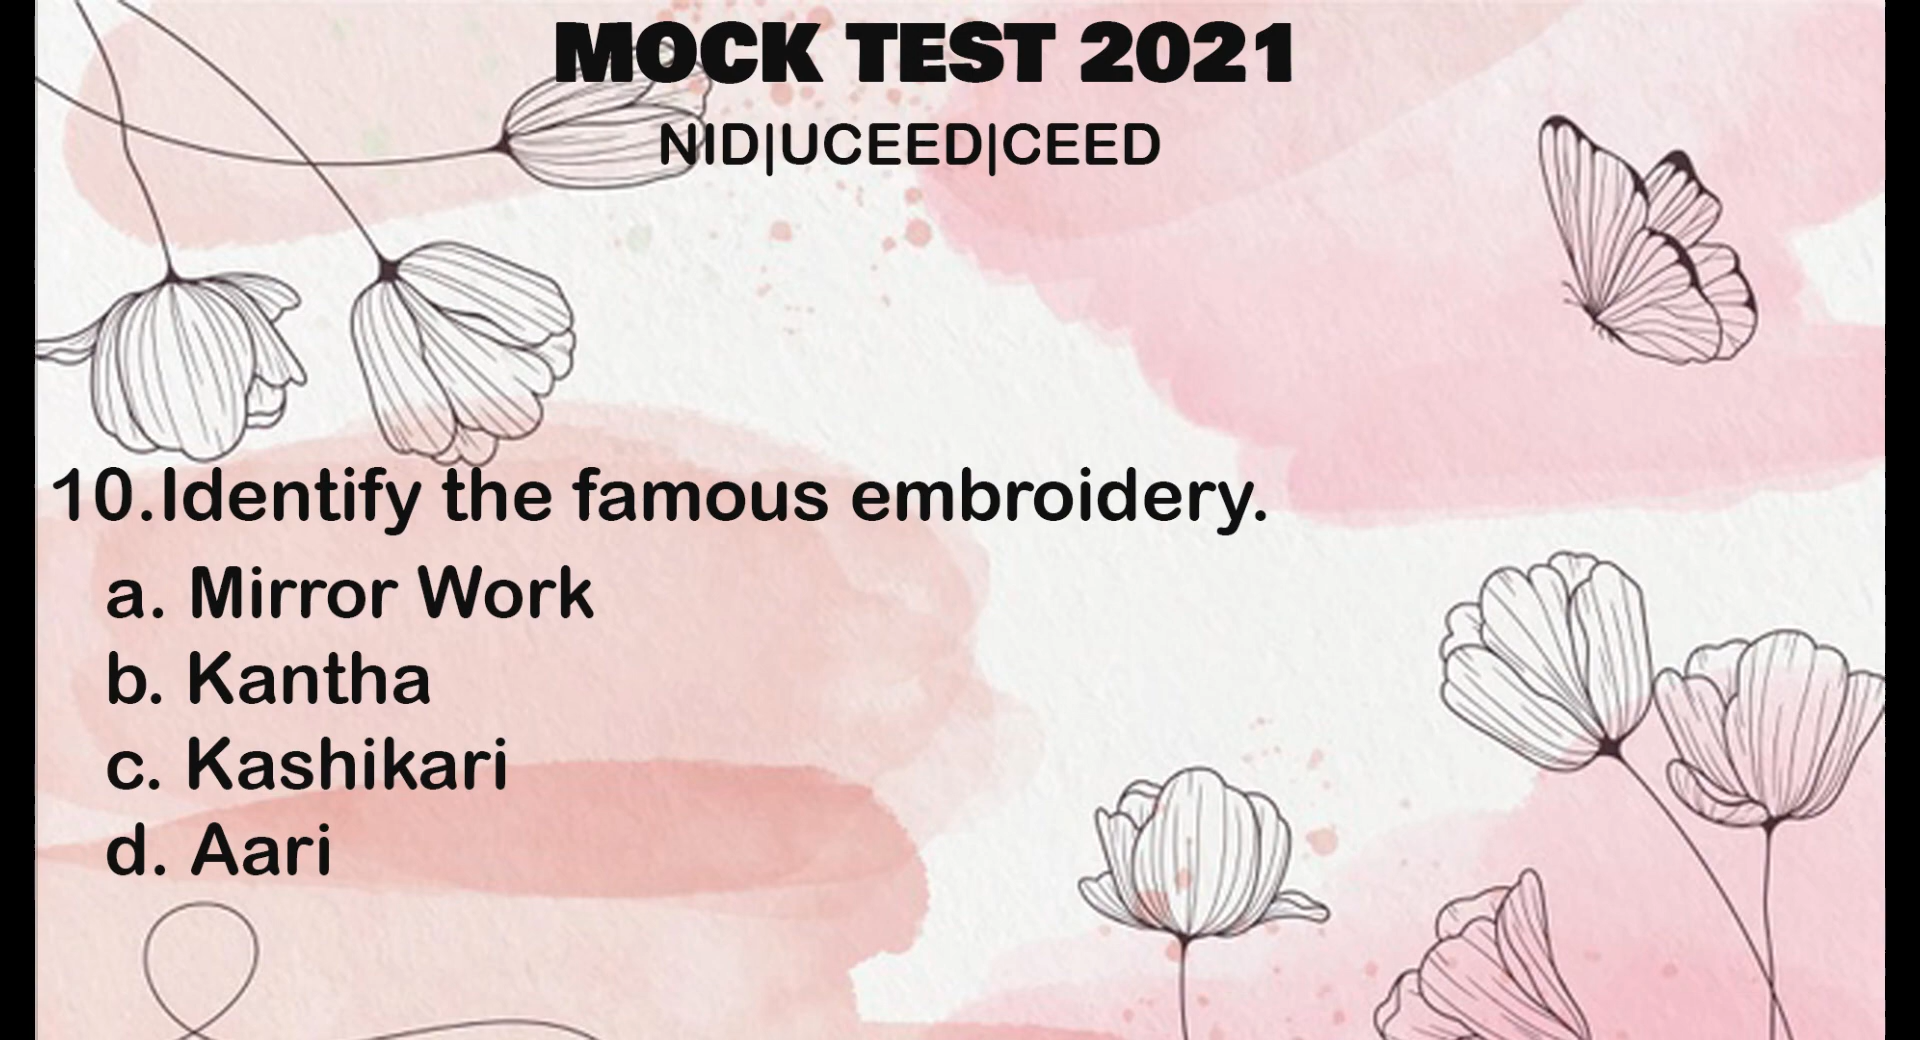 MOCK TEST 2021
NID|UCEED|CEED
10.Identify the famous embroidery.
a. Mirror Work
b. Kantha
c. Kashikari
d. Aari